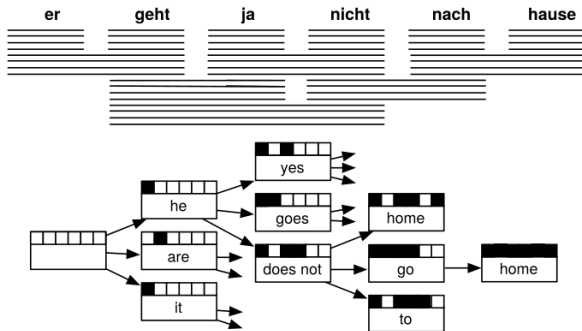 er geht ja nicht nach hause
yes
he
goes home
are does not go home
it to